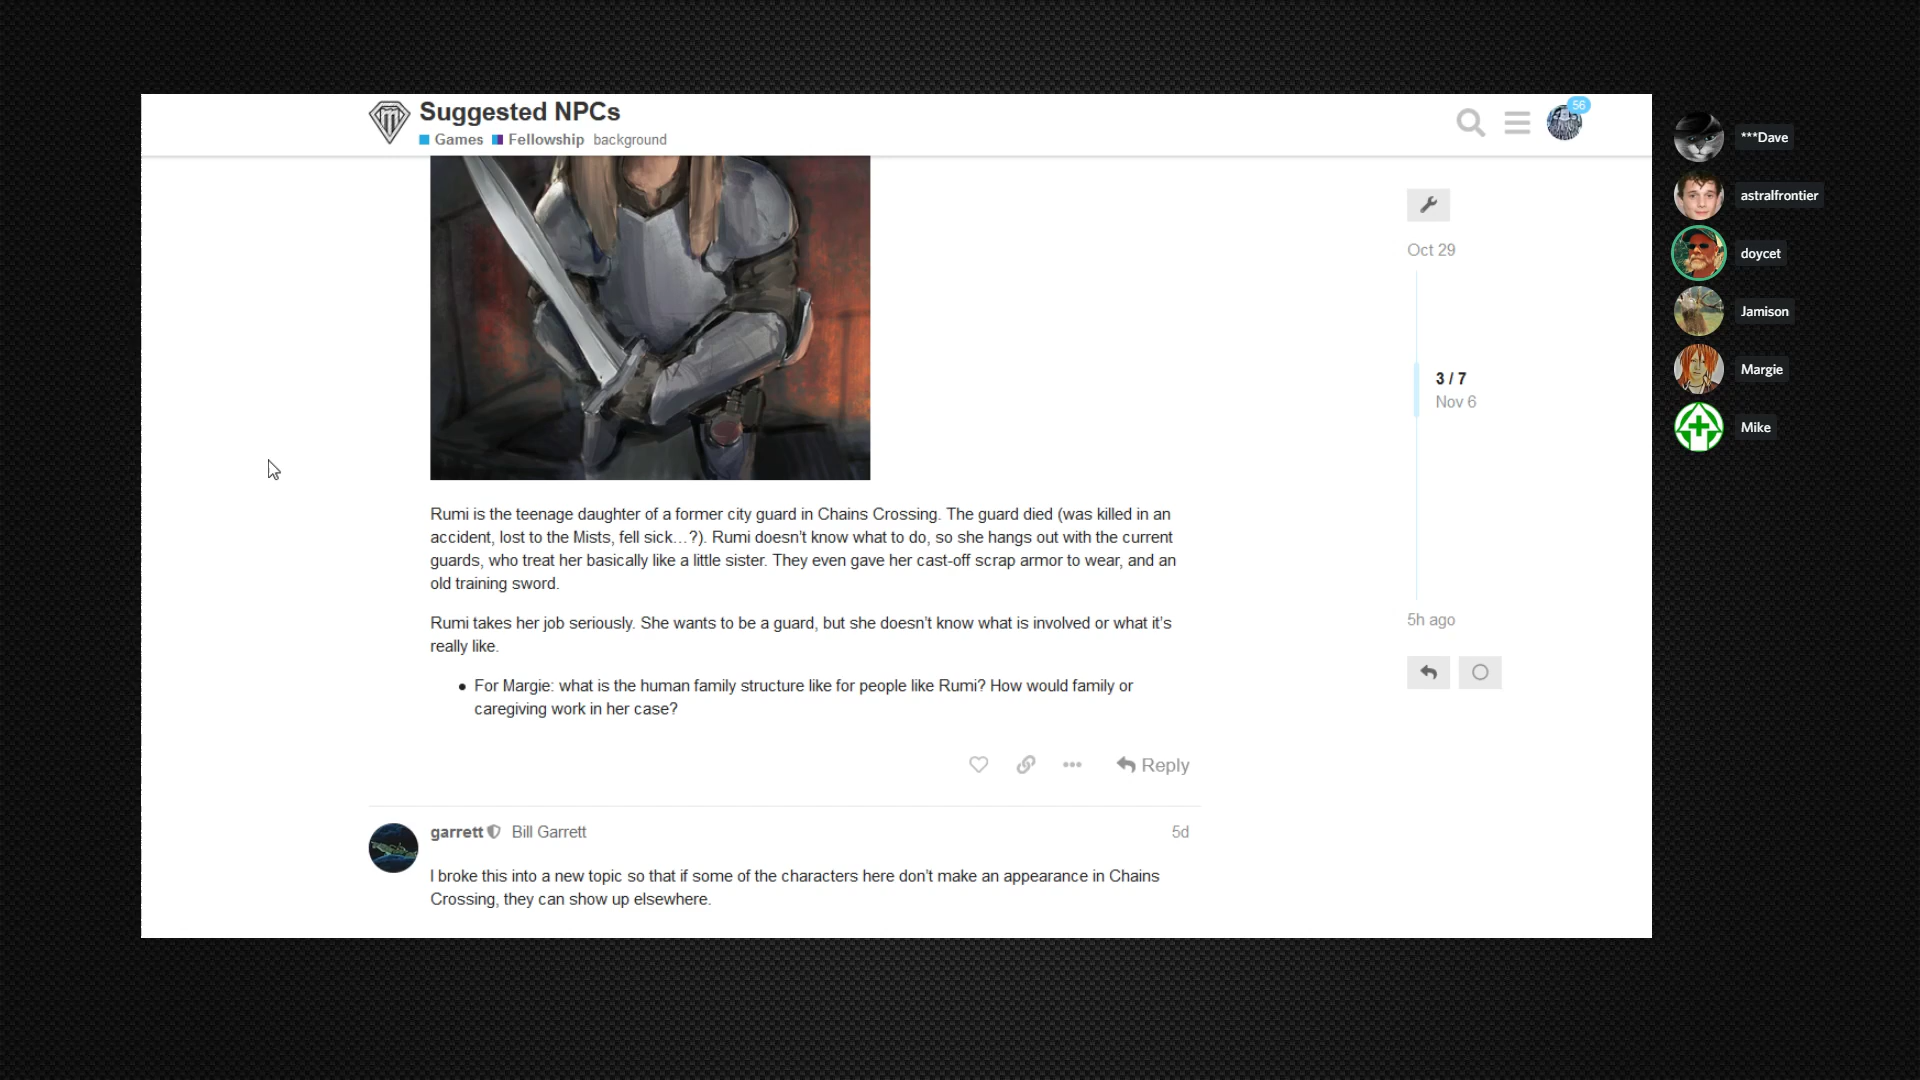 Suggested NPCs
Games Fellowship background
56
Oct 29
3 / 7
Nov 6
5h ago
Rumi is the teenage daughter of a former city guard in Chains Crossing. The guard died (was killed in an
accident, lost to the Mists, fell sick…?). Rumi doesn’t know what to do, so she hangs out with the current
guards, who treat her basically like a little sister. They even gave her cast-off scrap armor to wear, and an
old training sword.
Rumi takes her job seriously. She wants to be a guard, but she doesn’t know what is involved or what it’s
really like.
• For Margie: what is the human family structure like for people like Rumi? How would family or
caregiving work in her case?
Reply
garrett Bill Garrett 5d
I broke this into a new topic so that if some of the characters here don’t make an appearance in Chains
Crossing, they can show up elsewhere.
***Dave
astralfrontier
doycet
Jamison
Margie
Mike